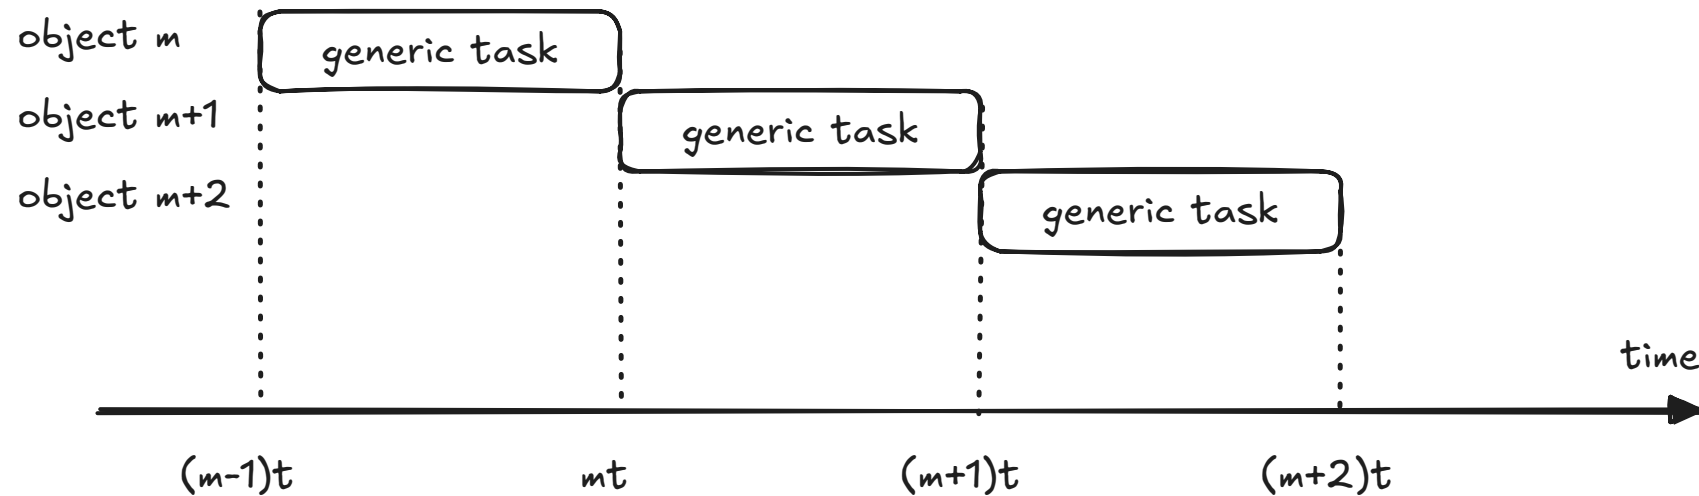 object m
generic task
object m+1
generic task
object m+2
generic task
time
(m-1)t
mt
(m+1)t
(m+2)t